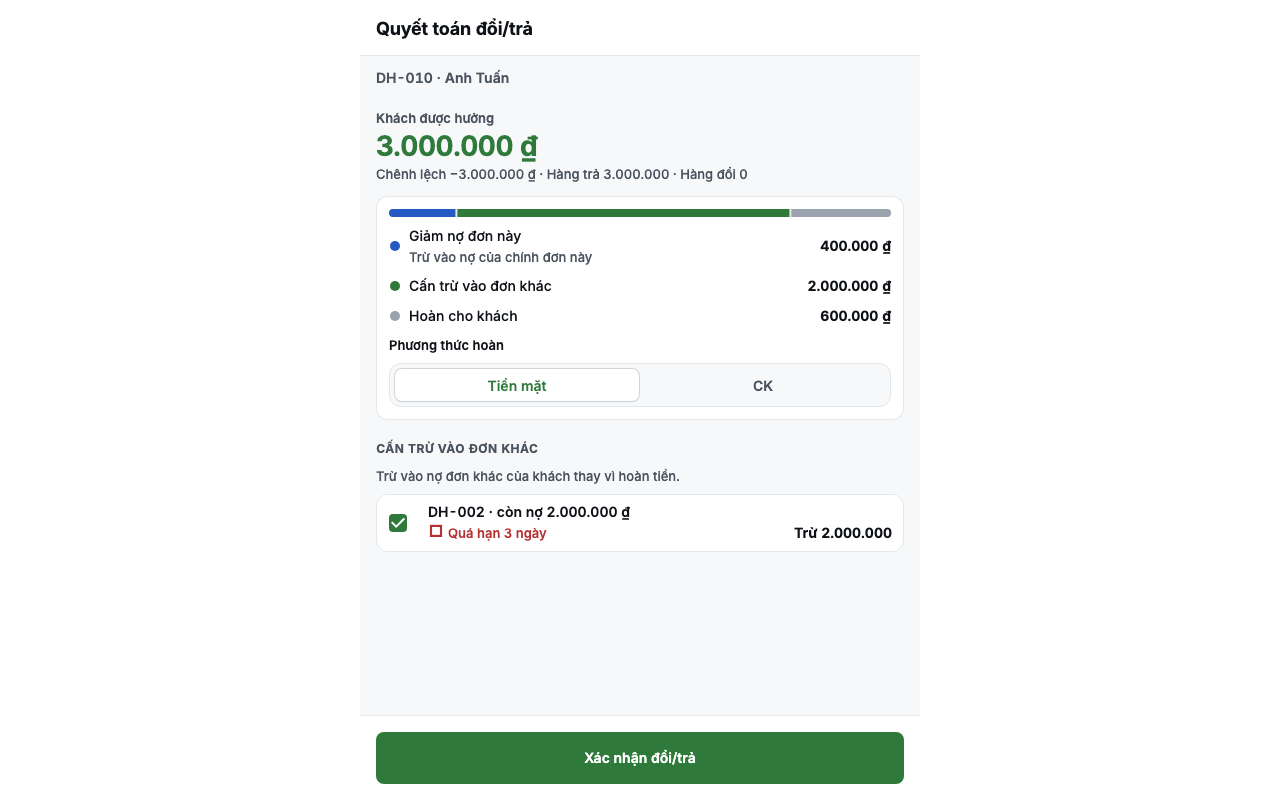 Quyết toán đổi/trả
DH-010 · Anh Tuấn
Khách được hưởng
3.000.000 ₫
Chênh lệch −3.000.000 ₫ · Hàng trả 3.000.000 · Hàng đổi 0
Giảm nợ đơn này
Trừ vào nợ của chính đơn này
400.000 ₫
Cấn trừ vào đơn khác
2.000.000 ₫
Hoàn cho khách
600.000 ₫
Phương thức hoàn
Tiền mặt
CK
CẤN TRỪ VÀO ĐƠN KHÁC
Trừ vào nợ đơn khác của khách thay vì hoàn tiền.
DH-002 · còn nợ 2.000.000 ₫
Quá hạn 3 ngày
Trừ 2.000.000
Xác nhận đổi/trả